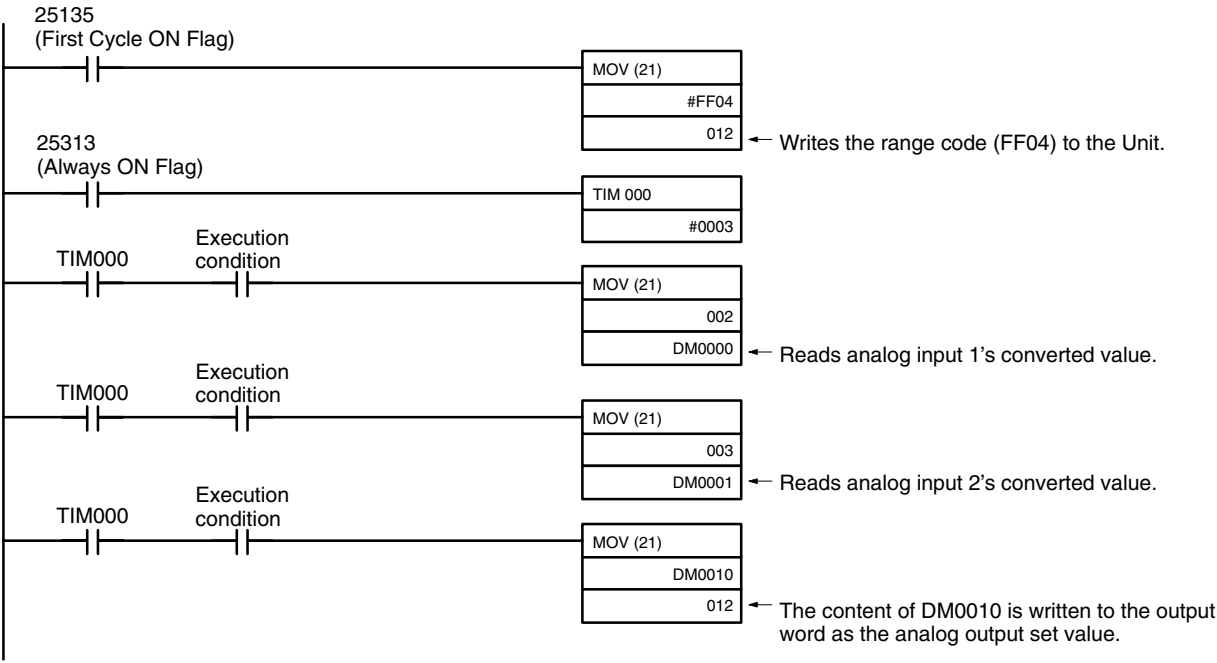 25135
(First Cycle ON Flag)
MOV (21)
#FF04
012
Writes the range code (FF04) to the Unit.
25313
(Always ON Flag)
TIM 000
#0003
TIM000
Execution
condition
MOV (21)
002
DM0000
Reads analog input 1’s converted value.
TIM000
Execution
condition
MOV (21)
003
DM0001
Reads analog input 2’s converted value.
TIM000
Execution
condition
MOV (21)
DM0010
012
The content of DM0010 is written to the output
word as the analog output set value.